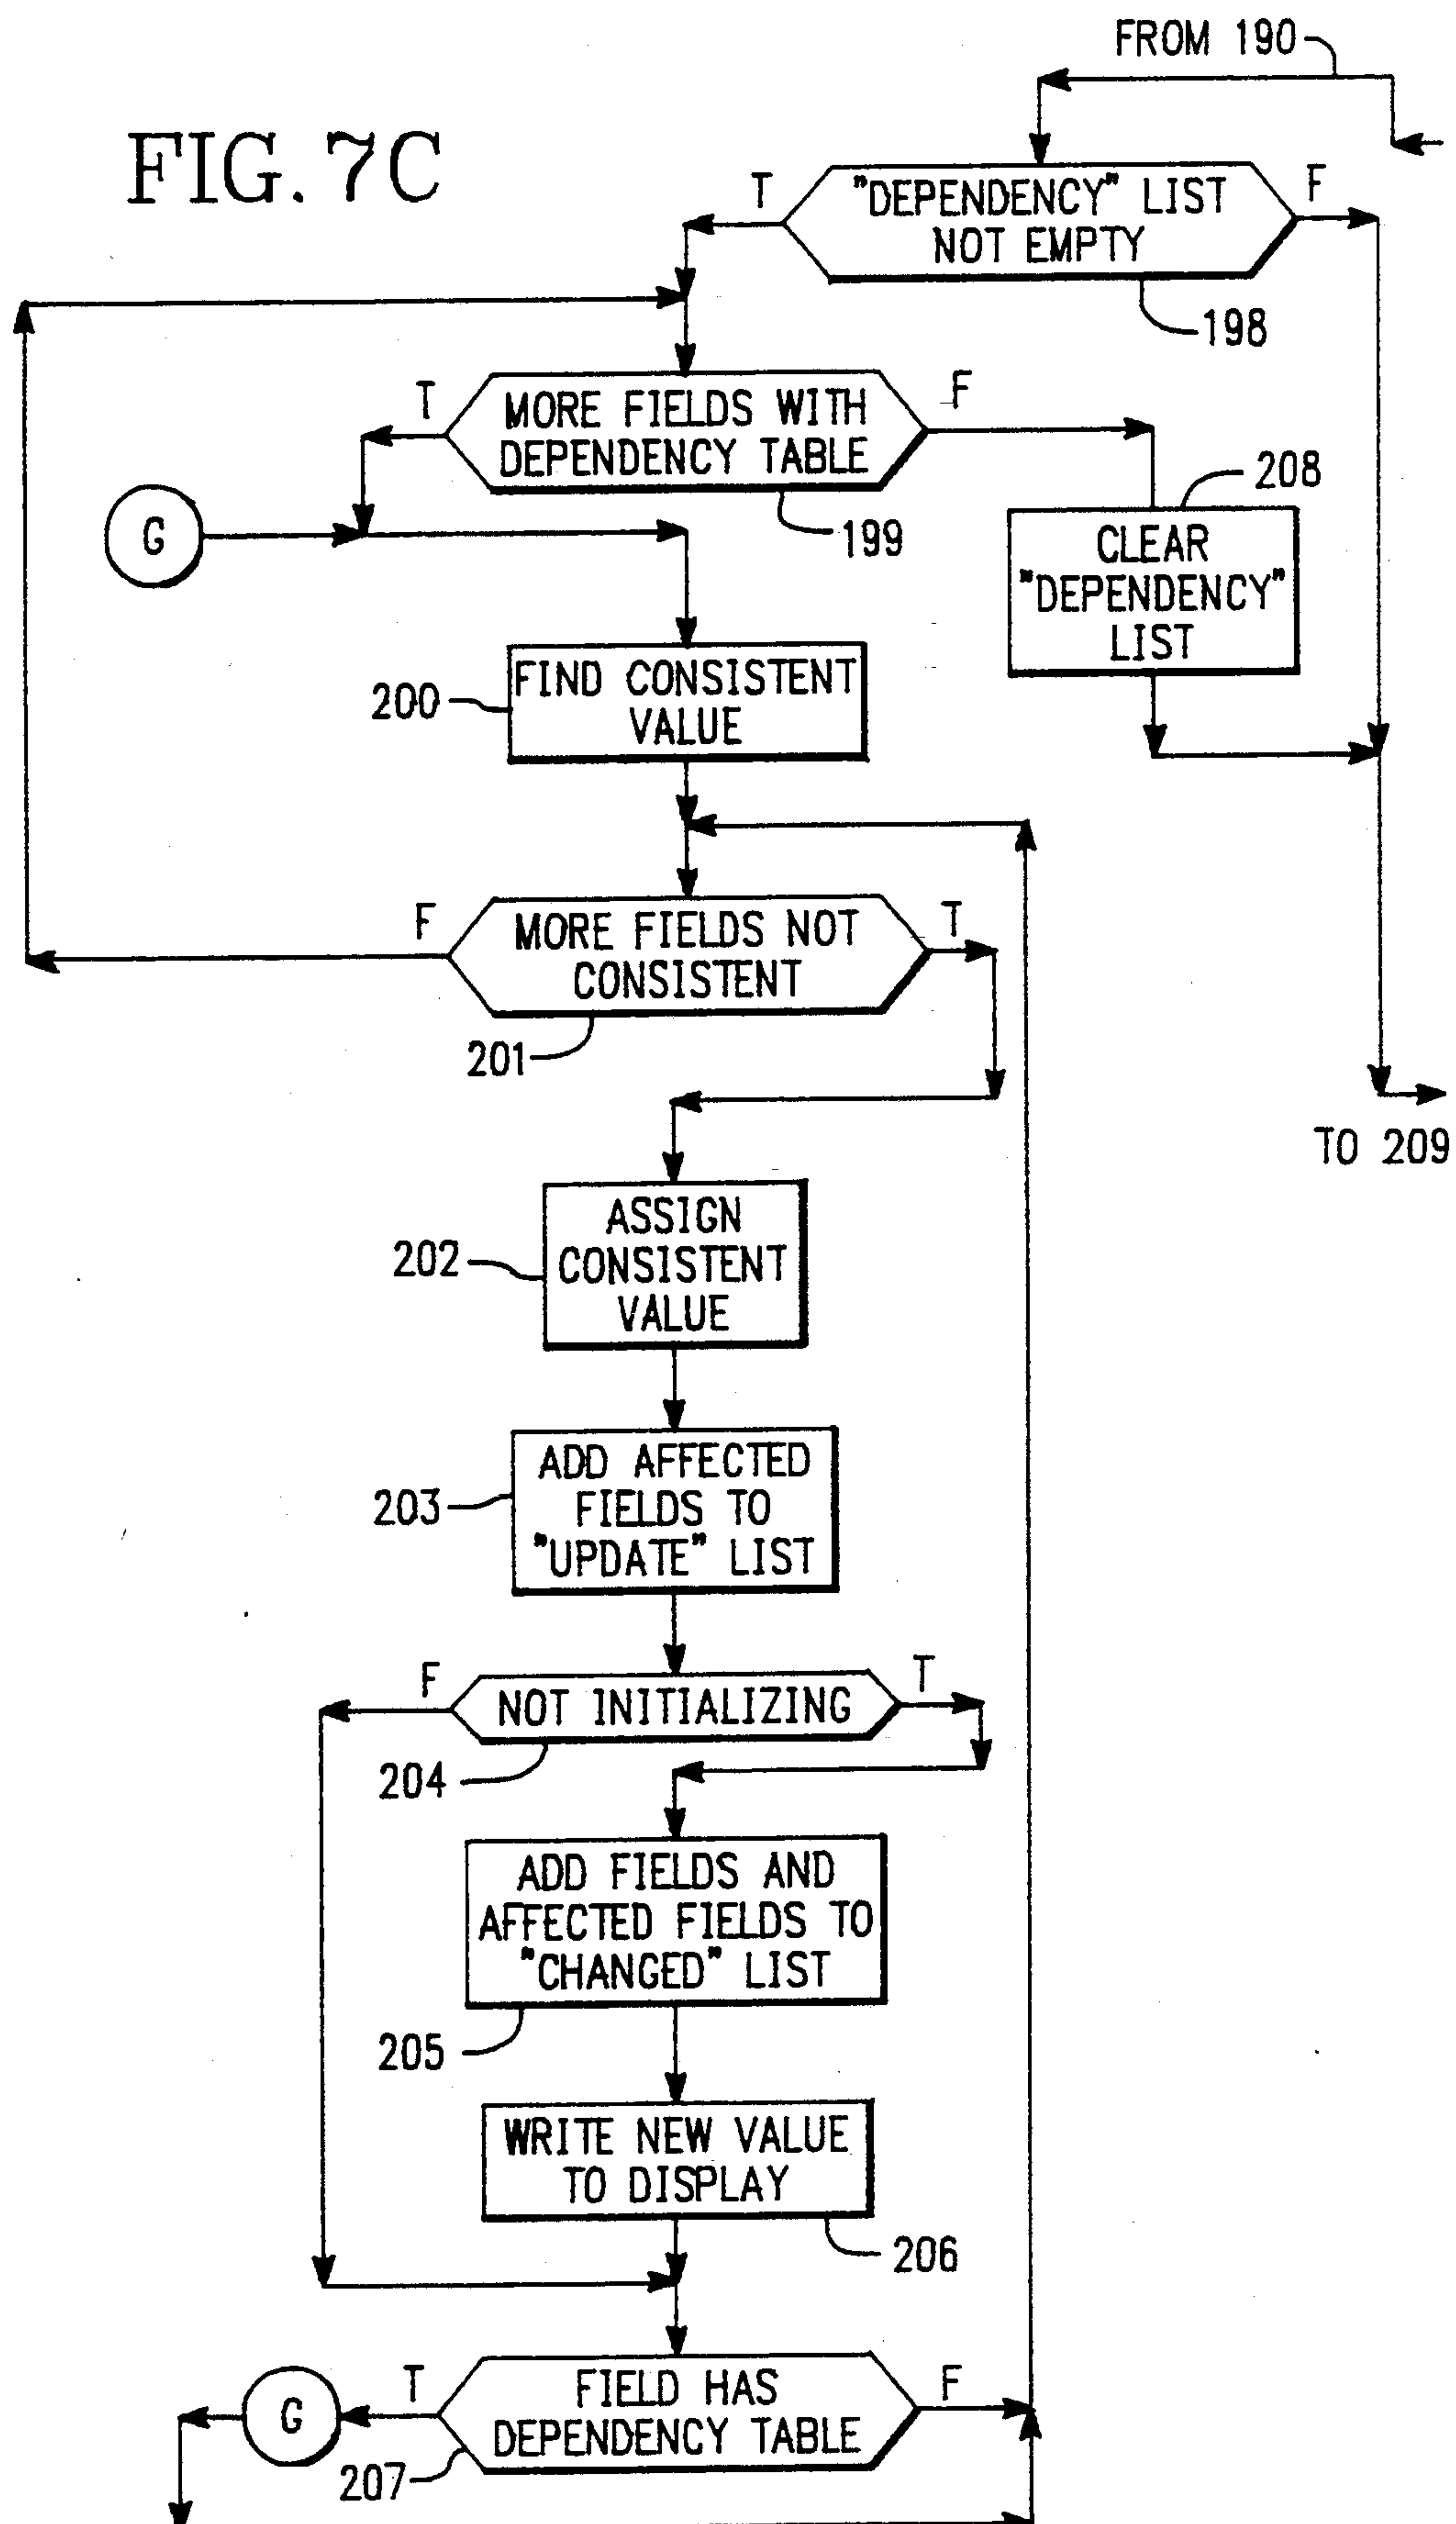 FROM 190
FIG. 7C
T
"DEPENDENCY" LIST
NOT EMPTY
F
198
T
MORE FIELDS WITH
DEPENDENCY TABLE
F
199
208
G
CLEAR
"DEPENDENCY"
LIST
200
FIND CONSISTENT
VALUE
F
MORE FIELDS NOT
CONSISTENT
T
201
TO 209
202
ASSIGN
CONSISTENT
VALUE
203
ADD AFFECTED
FIELDS TO
"UPDATE" LIST
F
NOT INITIALIZING
T
204
ADD FIELDS AND
AFFECTED FIELDS TO
"CHANGED" LIST
205
WRITE NEW VALUE
TO DISPLAY
206
G
T
FIELD HAS
DEPENDENCY TABLE
F
207